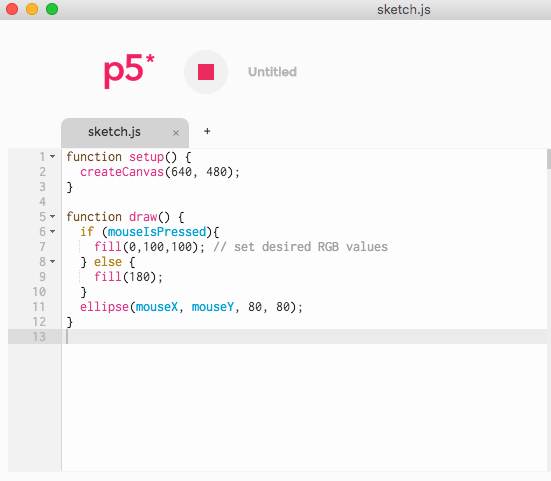 sketch.js
p5* Untitled
sketch.js × +
1 function setup() {
2   createCanvas(640, 480);
3 }
4
5 function draw() {
6   if (mouseIsPressed){
7     fill(0,100,100); // set desired RGB values
8   } else {
9     fill(180);
10   }
11   ellipse(mouseX, mouseY, 80, 80);
12 }
13